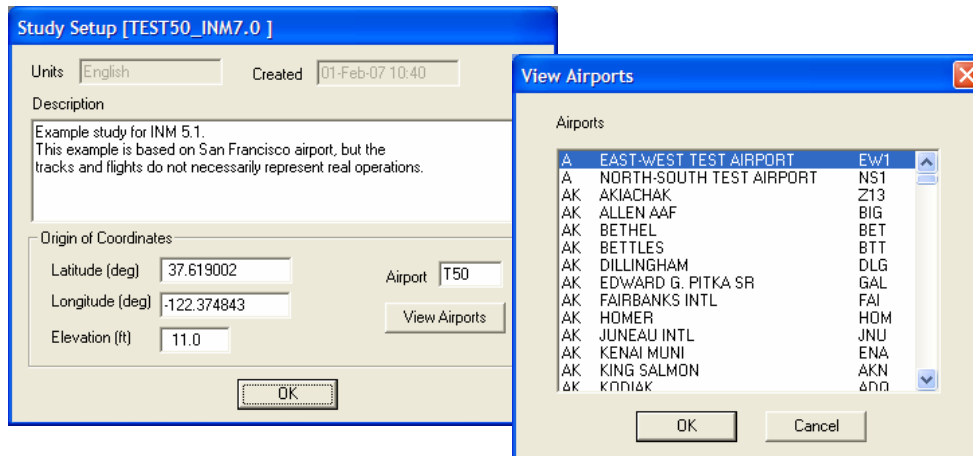 Study Setup [TEST50_INM7.0 ]
Units English Created 01-Feb-07 10:40
Description
Example study for INM 5.1.
This example is based on San Francisco airport, but the
tracks and flights do not necessarily represent real operations.
Origin of Coordinates
Latitude (deg) 37.619002
Airport T50
Longitude (deg) -122.374843
View Airports
Elevation (ft) 11.0
OK
View Airports
Airports
A EAST-WEST TEST AIRPORT EW1
A NORTH-SOUTH TEST AIRPORT NS1
AK AKIACHAK Z13
AK ALLEN AAF BIG
AK BETHEL BET
AK BETTLES BTT
AK DILLINGHAM DLG
AK EDWARD G. PITKA SR GAL
AK FAIRBANKS INTL FAI
AK HOMER HOM
AK JUNEAU INTL JNU
AK KENAI MUNI ENA
AK KING SALMON AKN
AK KODIAK ADQ
OK Cancel